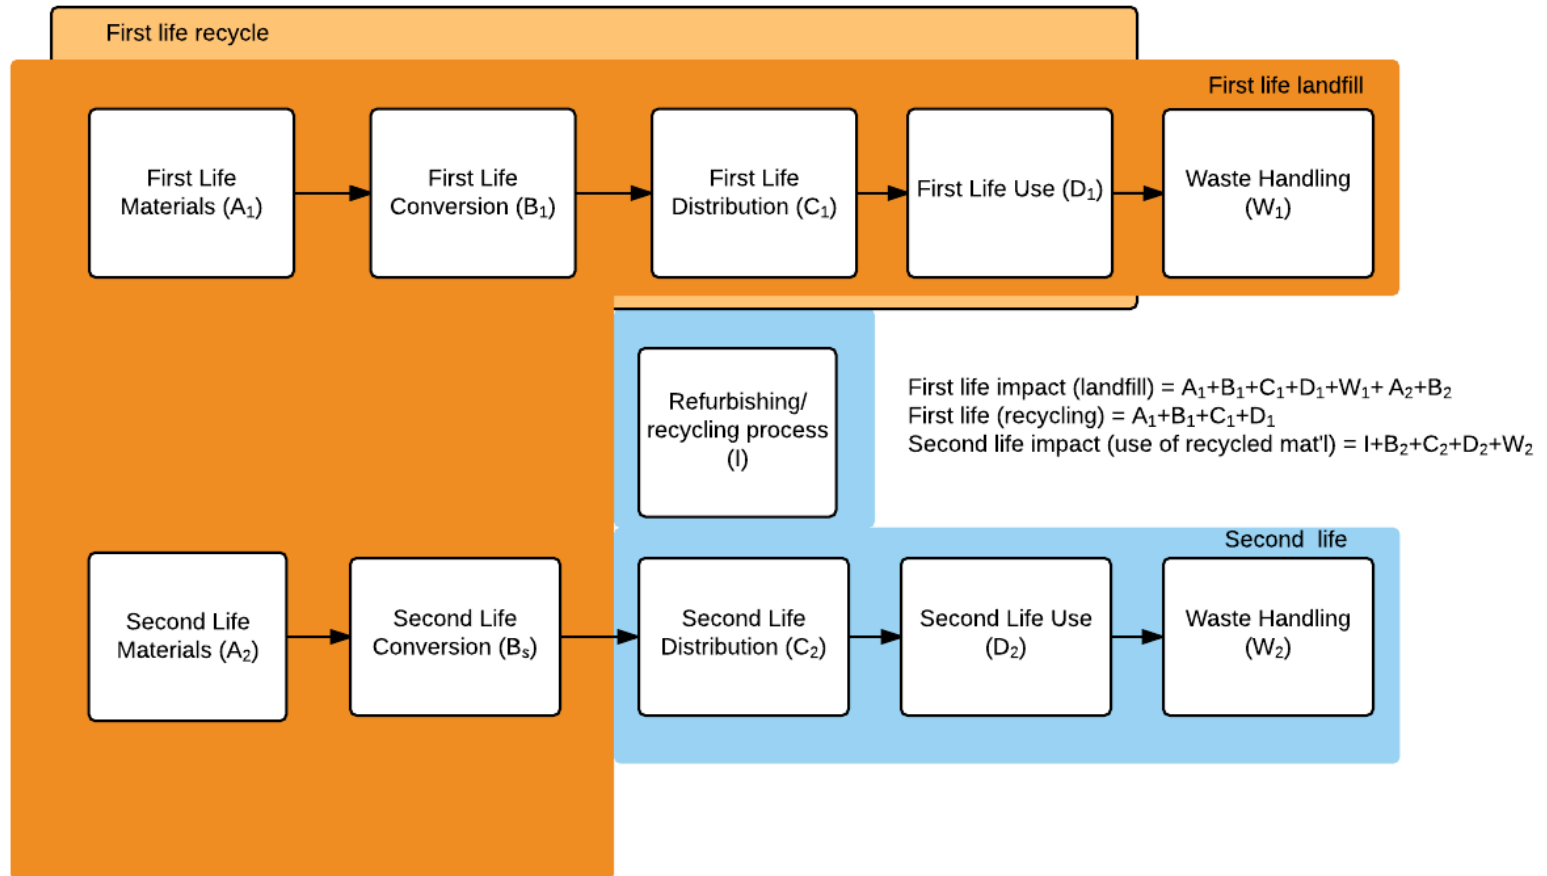 First life recycle
First life landfill
First Life
Materials (A₁)
First Life
Conversion (B₁)
First Life
Distribution (C₁)
First Life Use (D₁)
Waste Handling
(W₁)
Refurbishing/
recycling process
(I)
First life impact (landfill) = A₁+B₁+C₁+D₁+W₁+ A₂+B₂
First life (recycling) = A₁+B₁+C₁+D₁
Second life impact (use of recycled mat'l) = I+B₂+C₂+D₂+W₂
Second  life
Second Life
Materials (A₂)
Second Life
Conversion (Bₛ)
Second Life
Distribution (C₂)
Second Life Use
(D₂)
Waste Handling
(W₂)